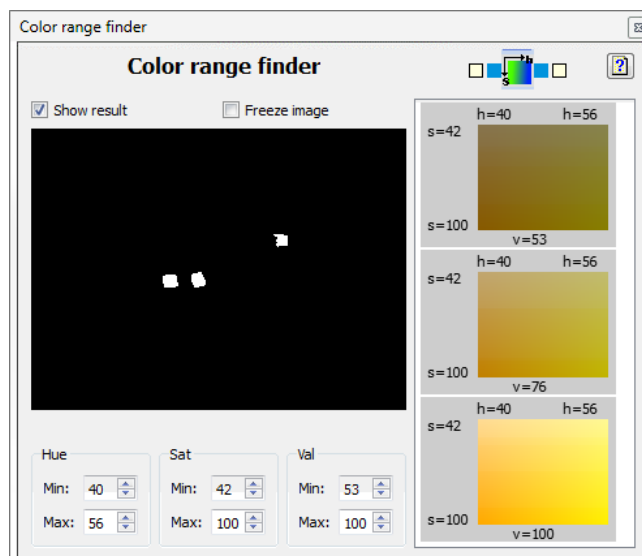 Color range finder
Color range finder
Show result
Freeze image
h=40 h=56
s=42
s=100
v=53
h=40 h=56
s=42
s=100
v=76
h=40 h=56
s=42
s=100
v=100
Hue
Min: 40
Max: 56
Sat
Min: 42
Max: 100
Val
Min: 53
Max: 100
h
s
?